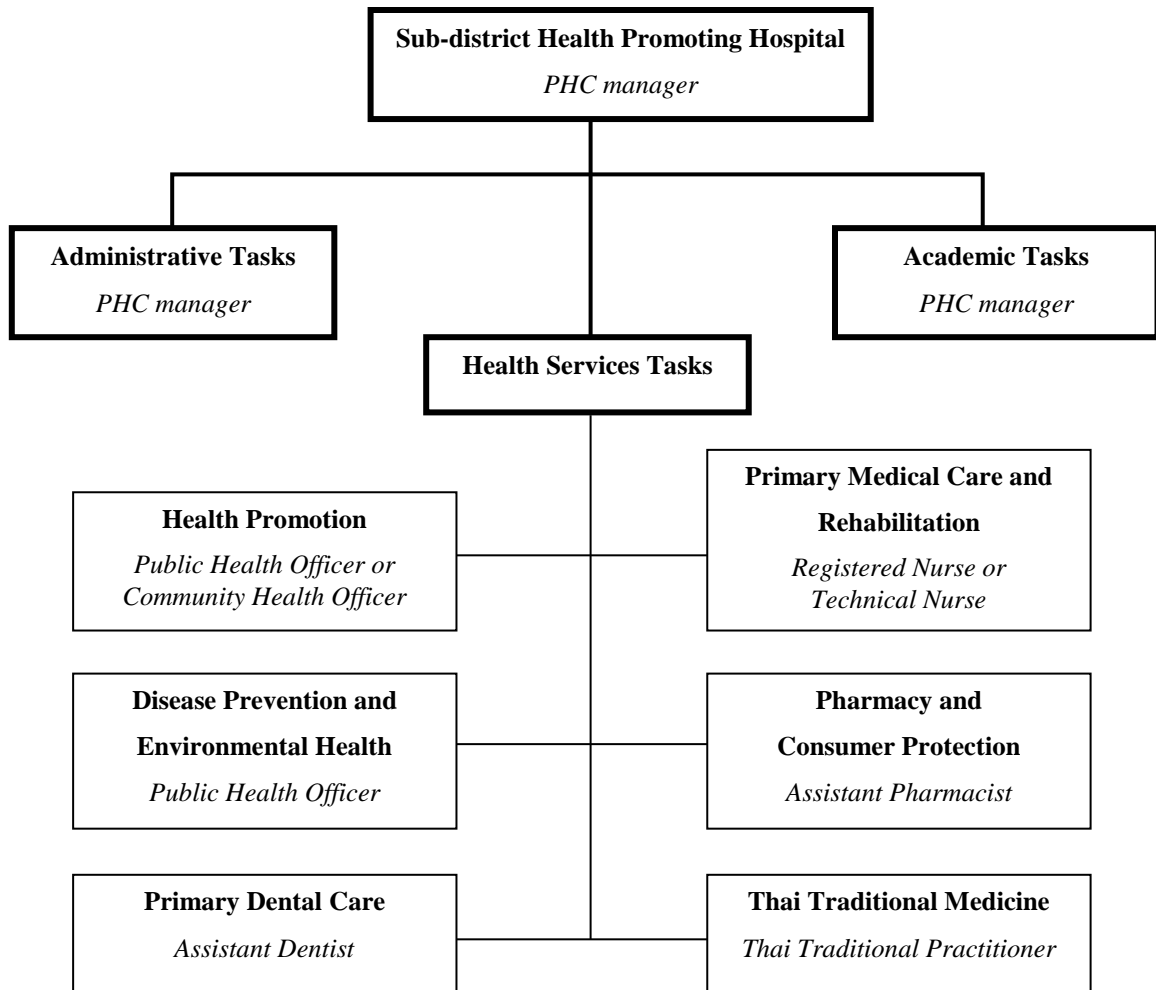 Sub-district Health Promoting Hospital
PHC manager
Administrative Tasks
PHC manager
Academic Tasks
PHC manager
Health Services Tasks
Health Promotion
Public Health Officer or
Community Health Officer
Primary Medical Care and
Rehabilitation
Registered Nurse or
Technical Nurse
Disease Prevention and
Environmental Health
Public Health Officer
Pharmacy and
Consumer Protection
Assistant Pharmacist
Primary Dental Care
Assistant Dentist
Thai Traditional Medicine
Thai Traditional Practitioner